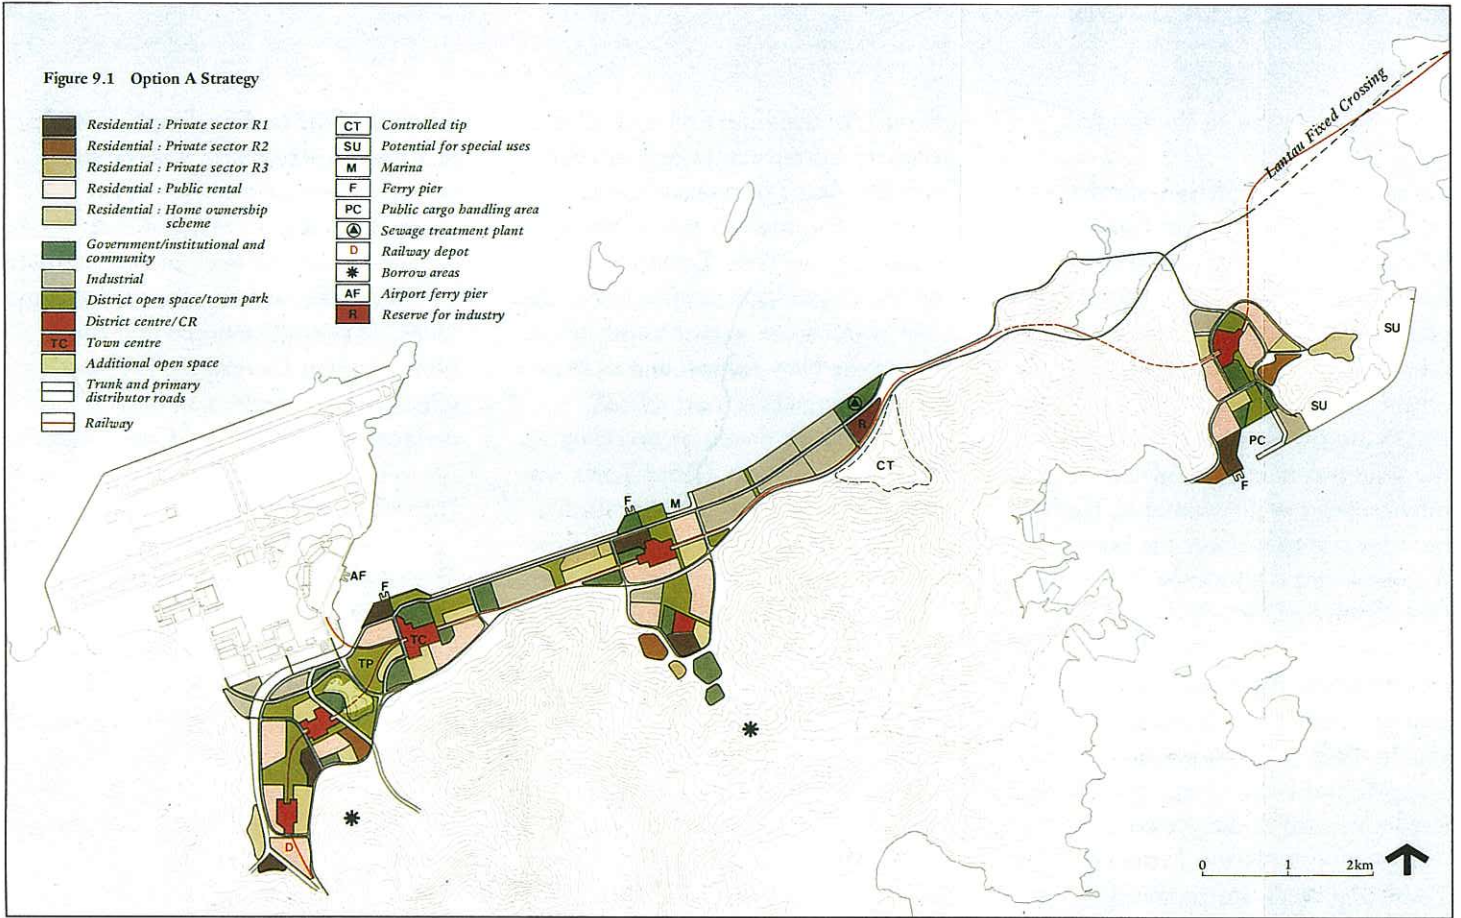 Figure 9.1 Option A Strategy
Residential : Private sector R1
Residential : Private sector R2
Residential : Private sector R3
Residential : Public rental
Residential : Home ownership
scheme
Government/institutional and
community
Industrial
District open space/town park
District centre/CR
TC Town centre
Additional open space
Trunk and primary
distributor roads
Railway
CT Controlled tip
SU Potential for special uses
M Marina
F Ferry pier
PC Public cargo handling area
Sewage treatment plant
D Railway depot
Borrow areas
AF Airport ferry pier
R Reserve for industry
Lantau Fixed Crossing
SU
SU
PC
F
R
CT
F
M
AF
F
TC
TP
D
0 1 2km